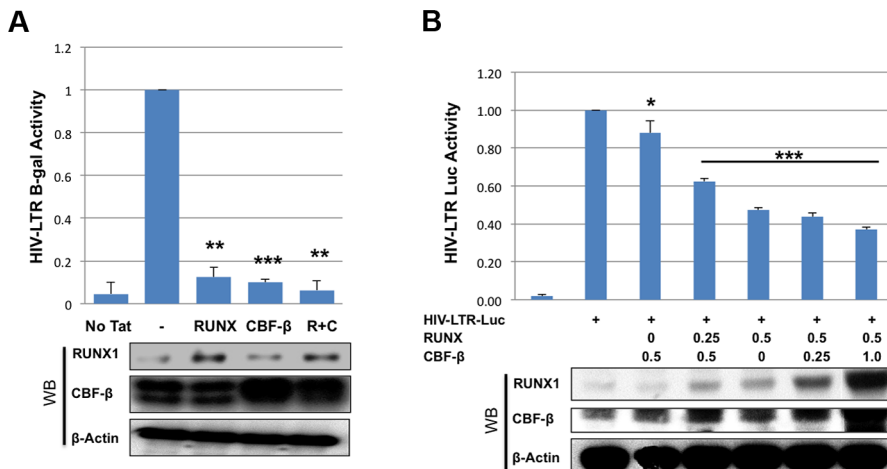 A
HIV-LTR B-gal Activity
1.2
1
0.8
0.6
0.4
0.2
0
**
***
**
No Tat - RUNX CBF-β R+C
WB
RUNX1
CBF-β
β-Actin
B
HIV-LTR Luc Activity
1.20
1.00
0.80
0.60
0.40
0.20
0.00
*
***
HIV-LTR-Luc + + + + + +
RUNX 0 0.25 0.5 0.5 0.5
CBF-β 0.5 0.5 0 0.25 1.0
WB
RUNX1
CBF-β
β-Actin